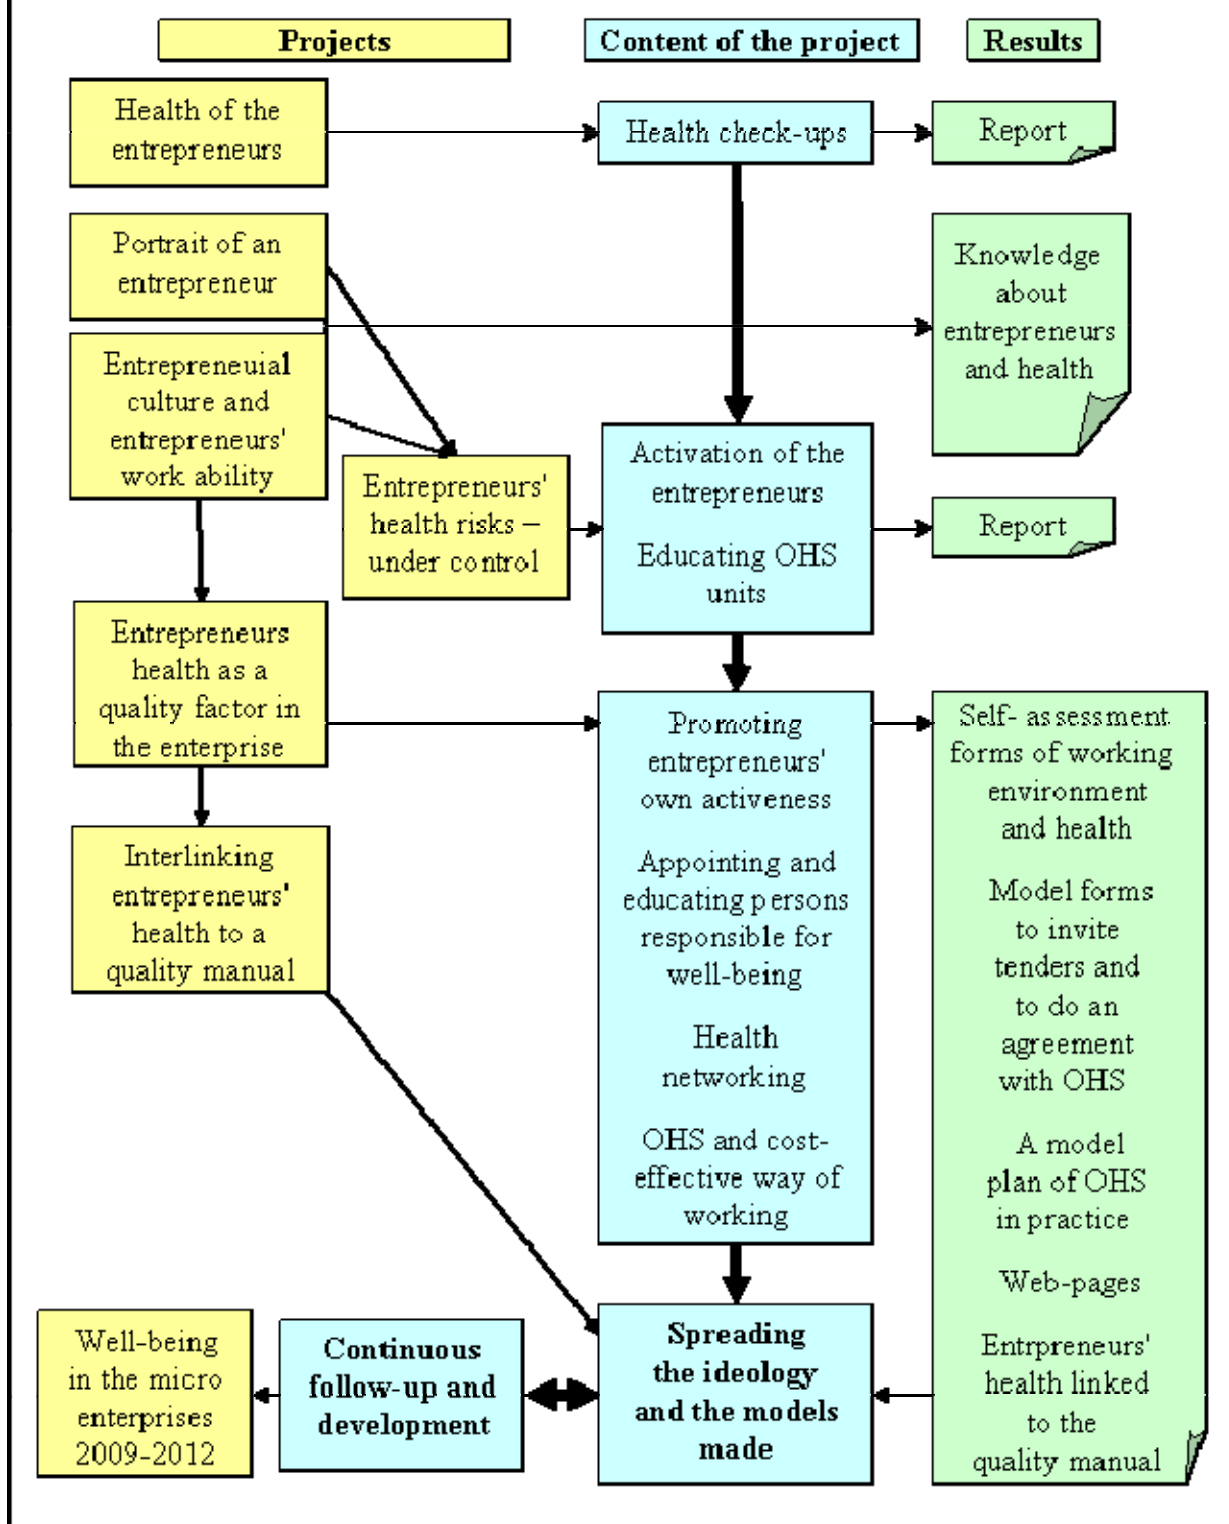 Projects
Content of the project
Results
Health of the
entrepreneurs
Health check-ups
Report
Portrait of an
entrepreneur
Knowledge
about
entrepreneurs
and health
Entrepreneuial
culture and
entrepreneurs'
work ability
Entrepreneurs'
health risks –
under control
Activation of the
entrepreneurs
Educating OHS
units
Report
Entrepreneurs
health as a
quality factor in
the enterprise
Promoting
entrepreneurs'
own activeness
Appointing and
educating persons
responsible for
well-being
Health
networking
OHS and cost-
effective way of
working
Self- assessment
forms of working
environment
and health
Model forms
to invite
tenders and
to do an
agreement
with OHS
A model
plan of OHS
in practice
Web-pages
Entrpreneurs'
health linked
to the
quality manual
Interlinking
entrepreneurs'
health to a
quality manual
Well-being
in the micro
enterprises
2009-2012
Continuous
follow-up and
development
Spreading
the ideology
and the models
made